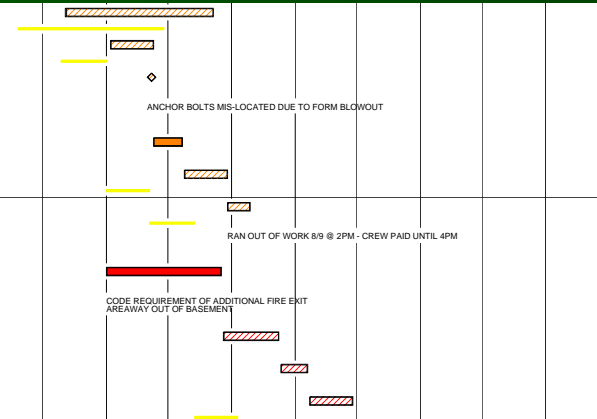 ANCHOR BOLTS MIS-LOCATED DUE TO FORM BLOWOUT
RAN OUT OF WORK 8/9 @ 2PM - CREW PAID UNTIL 4PM
CODE REQUIREMENT OF ADDITIONAL FIRE EXIT
AREAWAY OUT OF BASEMENT